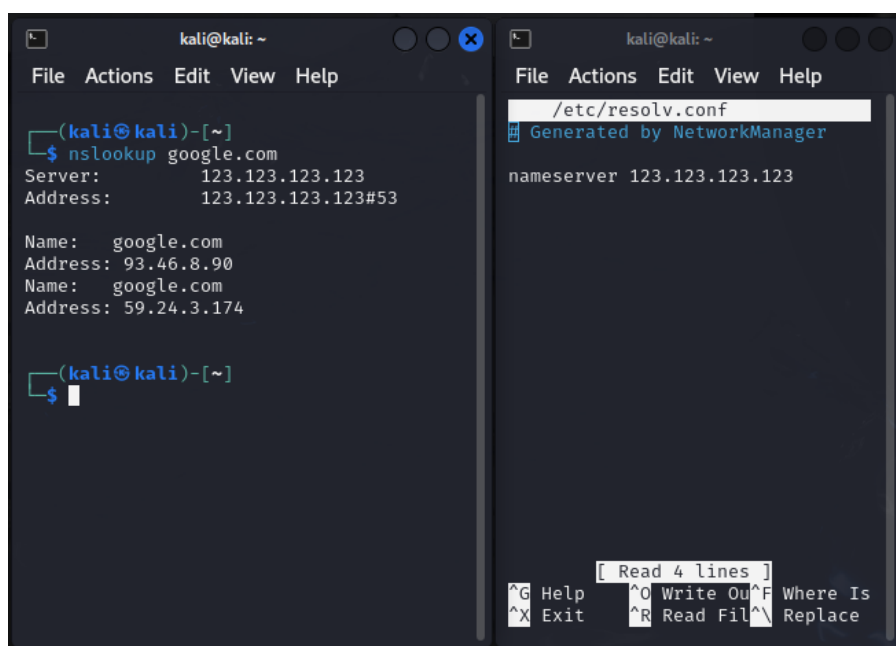 kali@kali: ~
File Actions Edit View Help
┌──(kali㉿kali)-[~]
└─$ nslookup google.com
Server: 123.123.123.123
Address: 123.123.123.123#53
Name: google.com
Address: 93.46.8.90
Name: google.com
Address: 59.24.3.174
┌──(kali㉿kali)-[~]
└─$
kali@kali: ~
File Actions Edit View Help
/etc/resolv.conf
# Generated by NetworkManager
nameserver 123.123.123.123
[ Read 4 lines ]
^G Help ^O Write Ou^F Where Is
^X Exit ^R Read Fil^\ Replace